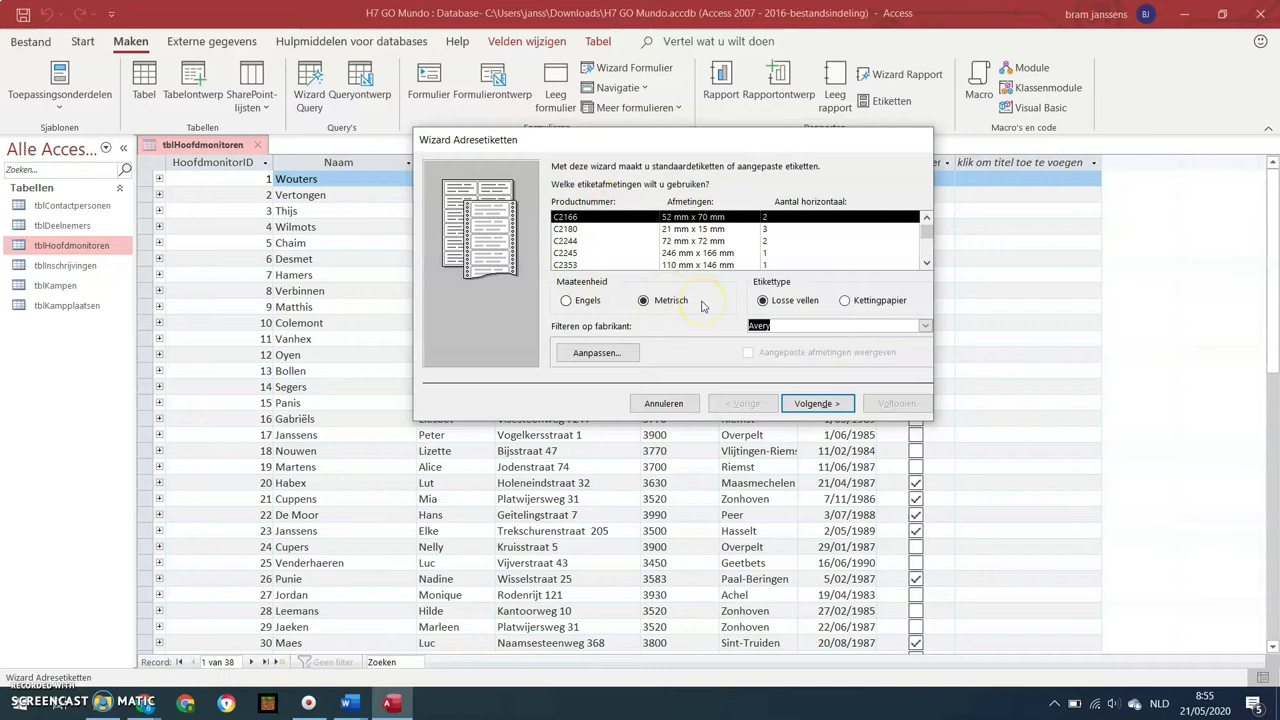 H7 GO Mundo : Database- C:\Users\janss\Downloads\H7 GO Mundo.accdb (Access 2007 - 2016-bestandsindeling) - Access
bram janssens BJ
Bestand Start Maken Externe gegevens Hulpmiddelen voor databases Help Velden wijzigen Tabel Vertel wat u wilt doen
Toepassingsonderdelen
Tabel Tabelontwerp SharePoint-lijsten
Wizard Query Queryontwerp
Formulier Formulierontwerp Leeg formulier
Wizard Formulier
Navigatie
Meer formulieren
Rapport Rapportontwerp Leeg rapport
Wizard Rapport
Etiketten
Macro
Module
Klassenmodule
Visual Basic
Sjablonen Tabellen Query's Macro's en code
Alle Acces...
Zoeken...
Tabellen
tblContactpersonen
tblDeelnemers
tblHoofdmonitoren
tblInschrijvingen
tblKampen
tblKampplaatsen
tblHoofdmonitoren
HoofdmonitorID Naam klik om titel toe te voegen
1 Wouters
2 Vertongen
3 Thijs
4 Wilmots
5 Chaim
6 Desmet
7 Hamers
8 Vervoort
9 Matthis
10 Colemont
11 Vanhex
12 Oyen
13 Bollen
14 Segers
15 Panis
16 Gabriëls
17 Janssens Peter Vogelkersstraat 1 3900 Overpelt 1/06/1985
18 Nouwen Lizette Bijsstraat 47 3770 Vlijtingen-Riems 11/02/1984
19 Martens Alice Jodenstraat 74 3700 Riemst 11/06/1985
20 Habex Lut Holeneindstraat 32 3630 Maasmechelen 2/07/1985
21 Cuppens Mia Platwijersweg 31 3520 Zonhoven 7/11/1986
22 De Moor Hans Geitelingstraat 7 3990 Peer 3/07/1988
23 Janssens Elke Trekschurenstraat 205 3500 Hasselt 2/05/1989
24 Cupers Nelly Kruisstraat 5 3900 Overpelt 29/01/1987
25 Venderhaeren Luc Vijverstraat 43 3450 Geetbets 16/06/1990
26 Punie Nadine Wisselstraat 25 3583 Paal-Beringen 5/02/1987
27 Jordan Monique Rodenrijt 121 3930 Achel 19/04/1983
28 Leemans Hilde Kantoorweg 10 3520 Zonhoven 27/02/1985
29 Jaeken Marleen Platwijersweg 31 3520 Zonhoven 22/06/1987
30 Maes Luc Naamsesteenweg 368 3800 Sint-Truiden 20/08/1987
Wizard Adresetiketten
Met deze wizard maakt u standaardetiketten of aangepaste etiketten.
Welke etiketafmetingen wilt u gebruiken?
Productnummer: Afmetingen: Aantal horizontaal:
C2166 52 mm x 70 mm 2
C2180 21 mm x 15 mm 3
C2244 72 mm x 72 mm 2
C2245 246 mm x 166 mm 1
C2353 110 mm x 146 mm 1
Maateenheid Etikettype
Engels Metrisch Losse vellen Kettingpapier
Filteren op fabrikant: Avery
Aanpassen... Aangepaste afmetingen weergeven
Annuleren < Vorige Volgende > Voltooien
Record: 1 van 38 Geen filter Zoeken
Wizard Adresetiketten
RECORDED WITH
SCREENCAST MATIC
NLD
8:55
21/05/2020
5